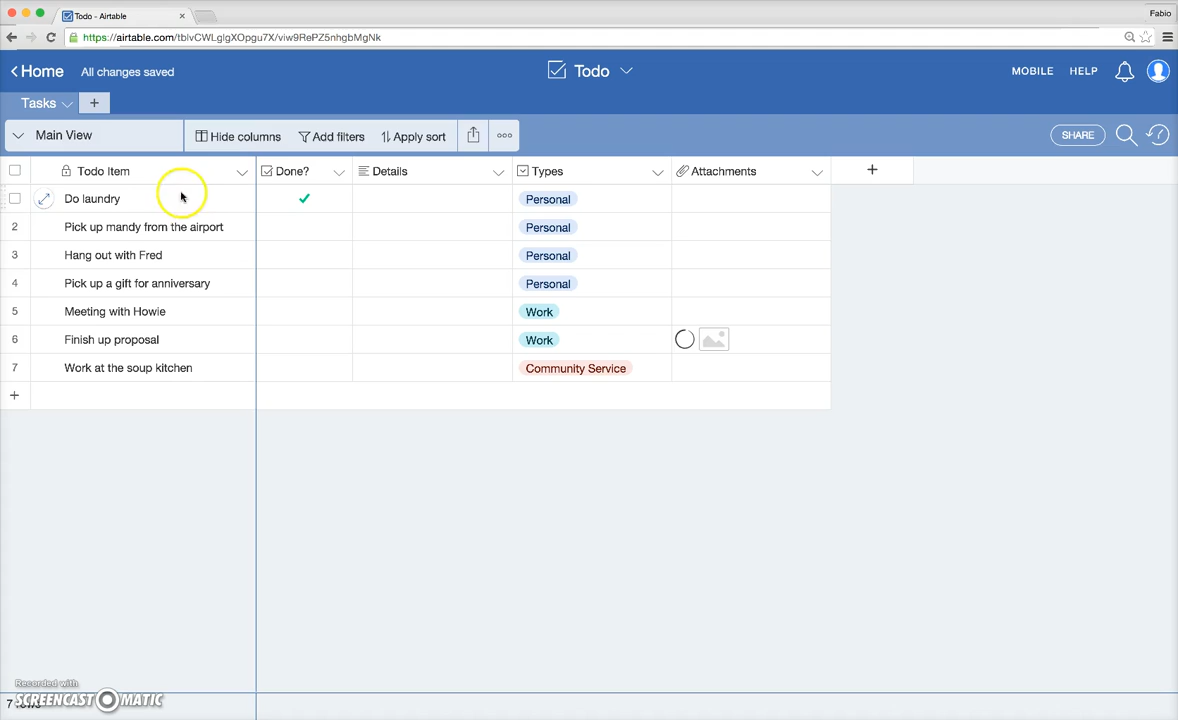 Todo - Airtable
Fabio
https://airtable.com/tblvCWLglgXOpgu7X/viw9RePZ5nhgbMgNk
Home All changes saved Todo MOBILE HELP
Tasks
Main View Hide columns Add filters Apply sort SHARE
Todo Item Done? Details Types Attachments
Do laundry Personal
2 Pick up mandy from the airport Personal
3 Hang out with Fred Personal
4 Pick up a gift for anniversary Personal
5 Meeting with Howie Work
6 Finish up proposal Work
7 Work at the soup kitchen Community Service
Recorded with
SCREENCAST-O-MATIC
7 rows